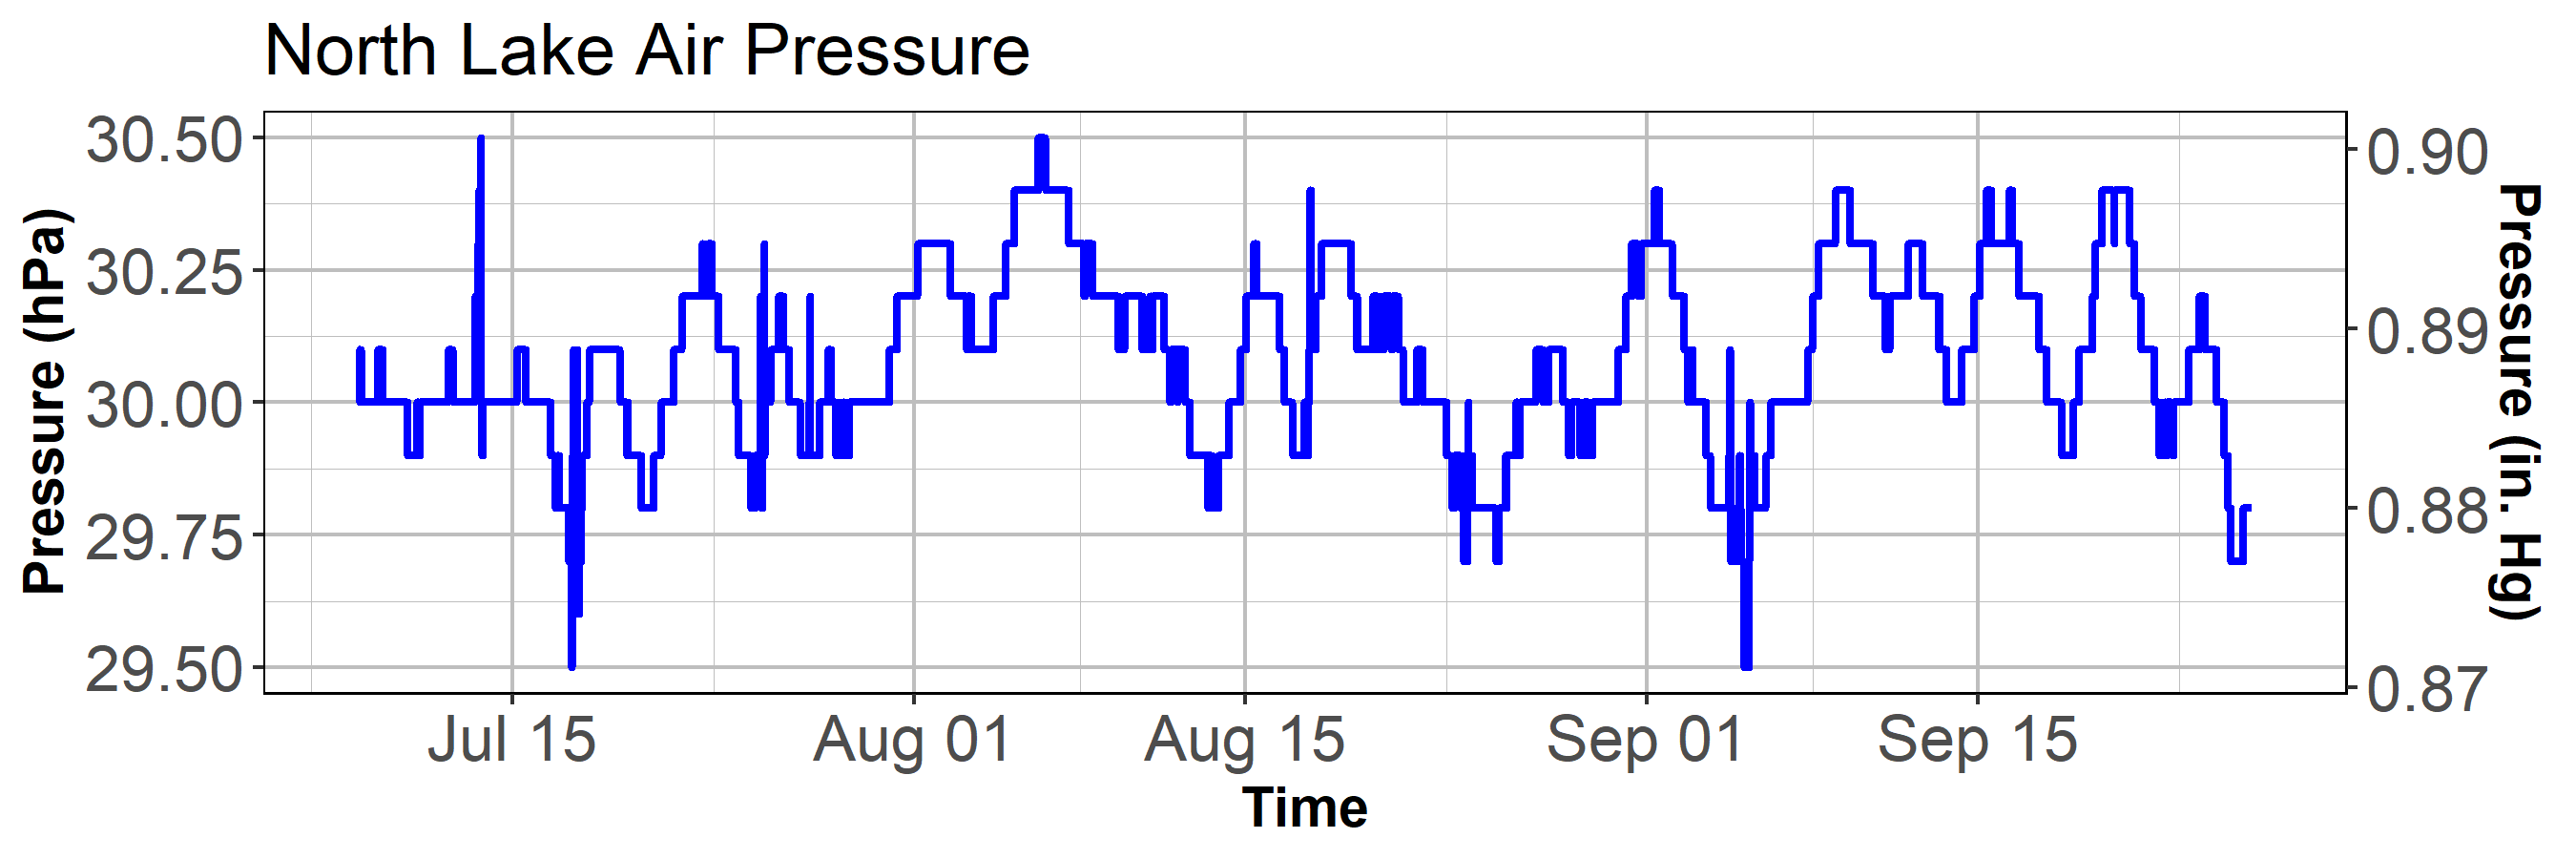 North Lake Air Pressure
Pressure (hPa)
30.50
30.25
30.00
29.75
29.50
0.90
0.89
0.88
0.87
Pressure (in. Hg)
Jul 15
Aug 01
Aug 15
Sep 01
Sep 15
Time